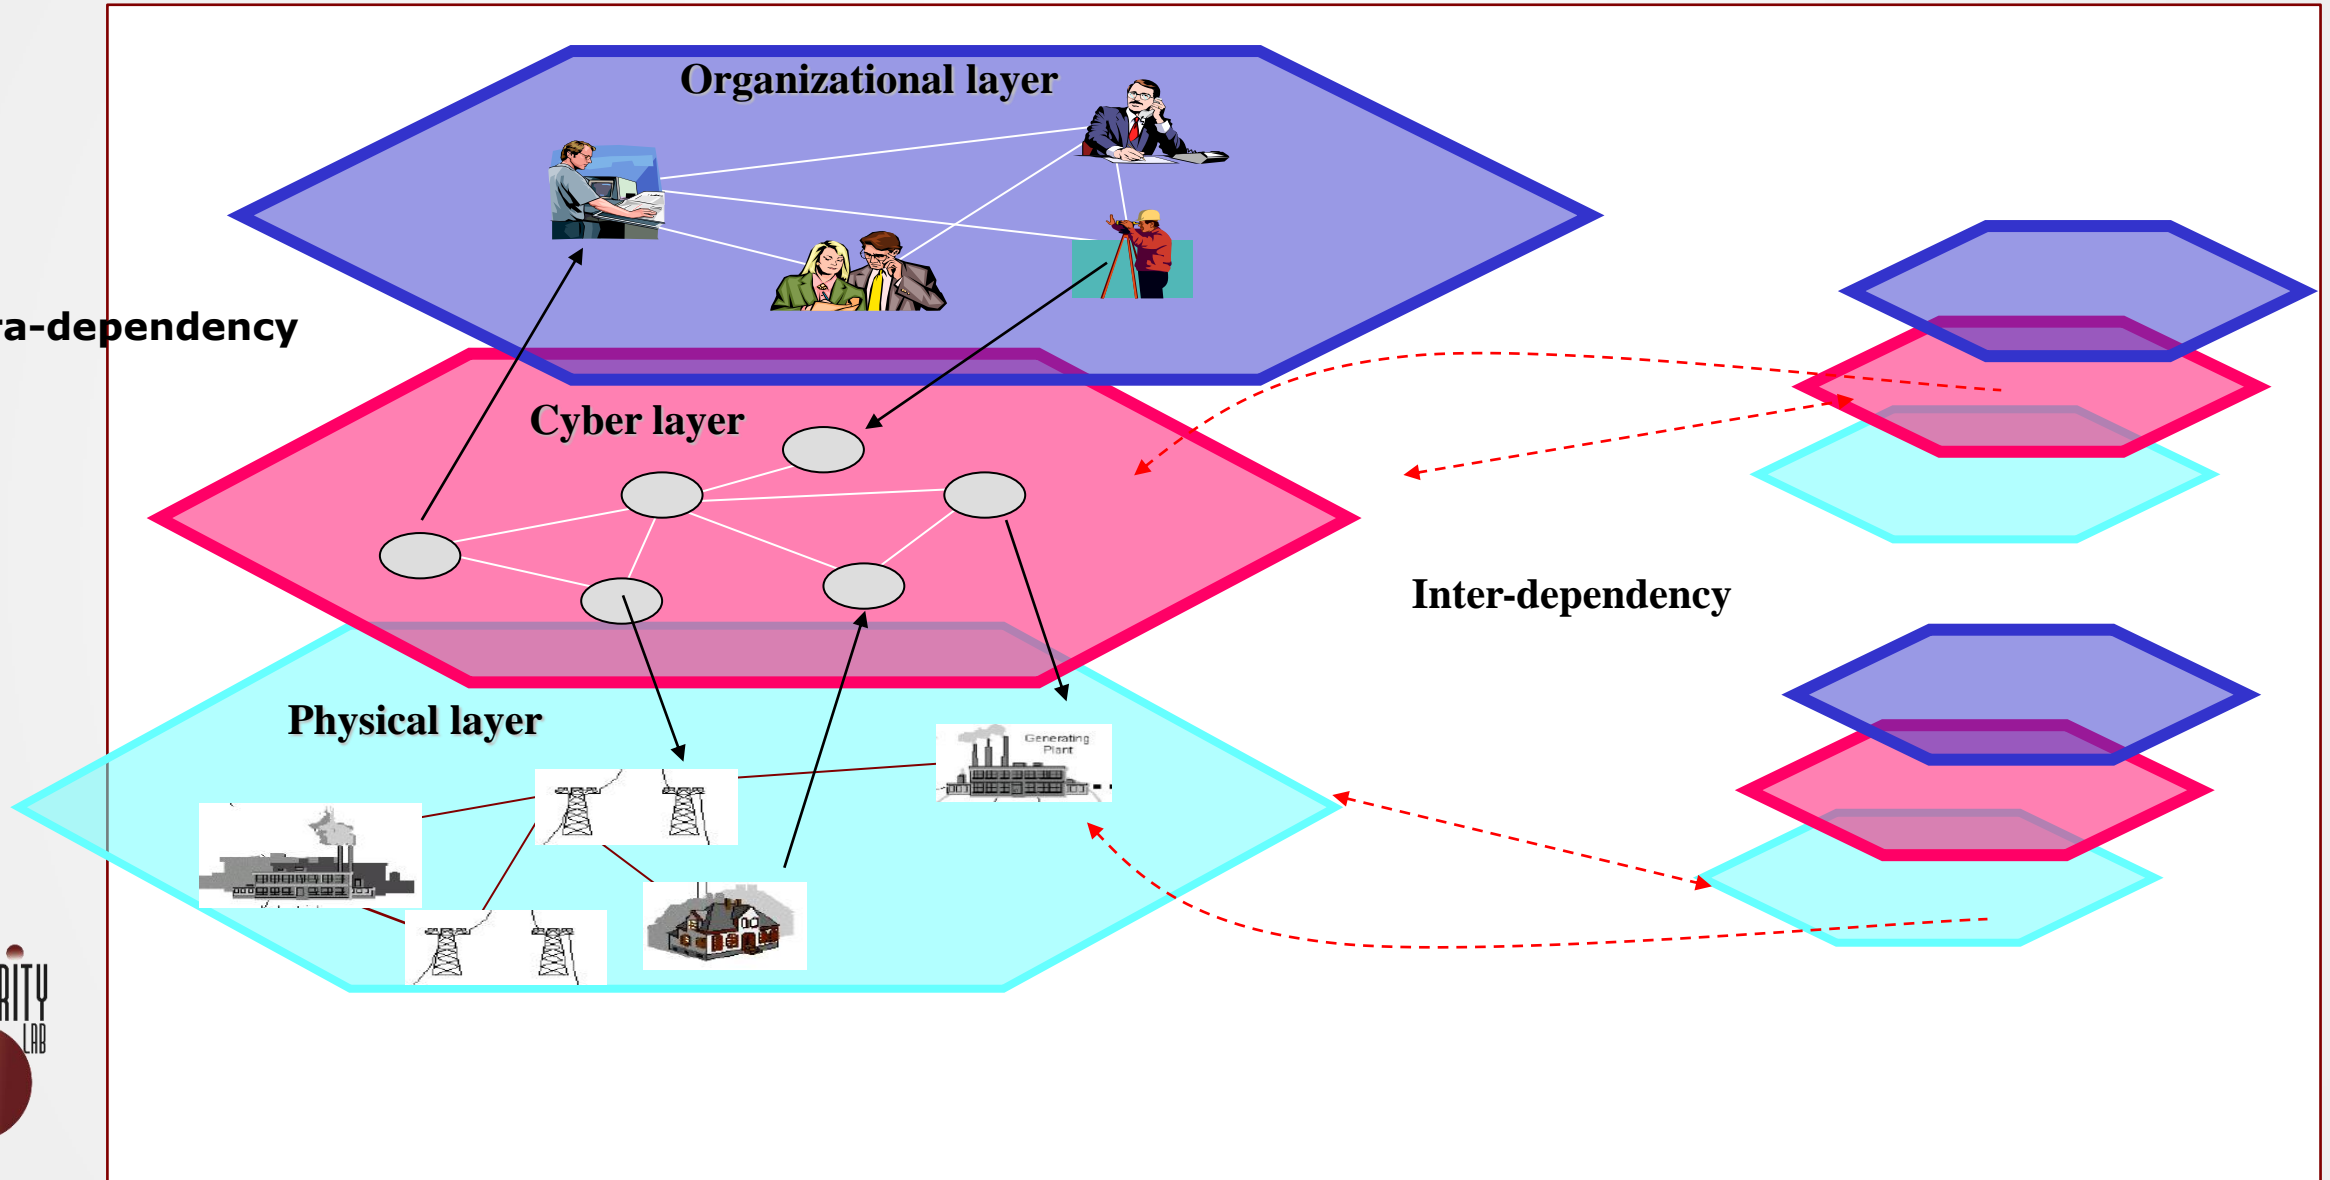 Organizational layer
ra-dependency
Cyber layer
Inter-dependency
Physical layer
Generating
Plant
RITY
LAB